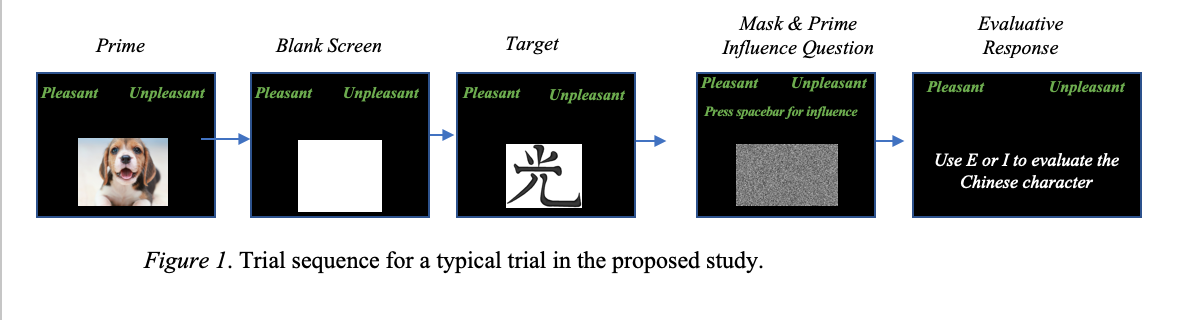 Prime
Blank Screen
Target
Mask & Prime
Influence Question
Evaluative
Response
Pleasant Unpleasant
Pleasant Unpleasant
Pleasant Unpleasant
光
Pleasant Unpleasant
Press spacebar for influence
Pleasant Unpleasant
Use E or I to evaluate the
Chinese character
Figure 1. Trial sequence for a typical trial in the proposed study.